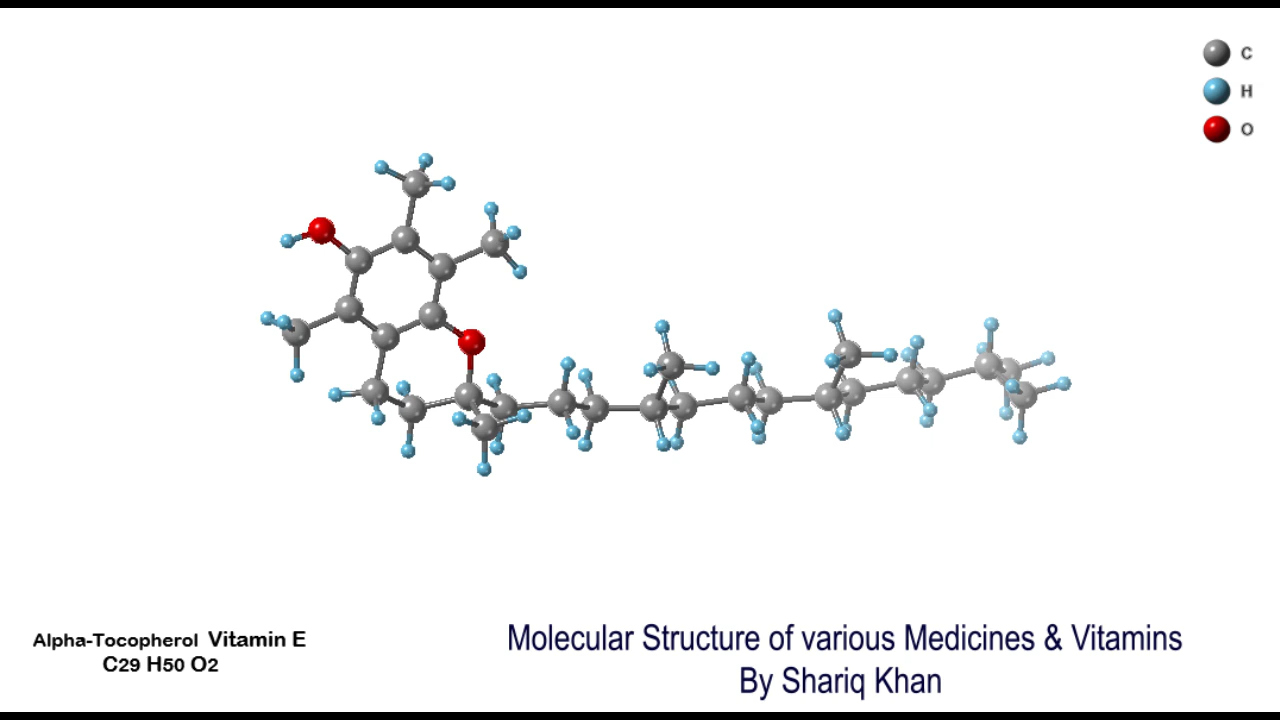 C
H
O
Alpha-Tocopherol Vitamin E
C29 H50 O2
Molecular Structure of various Medicines & Vitamins
By Shariq Khan